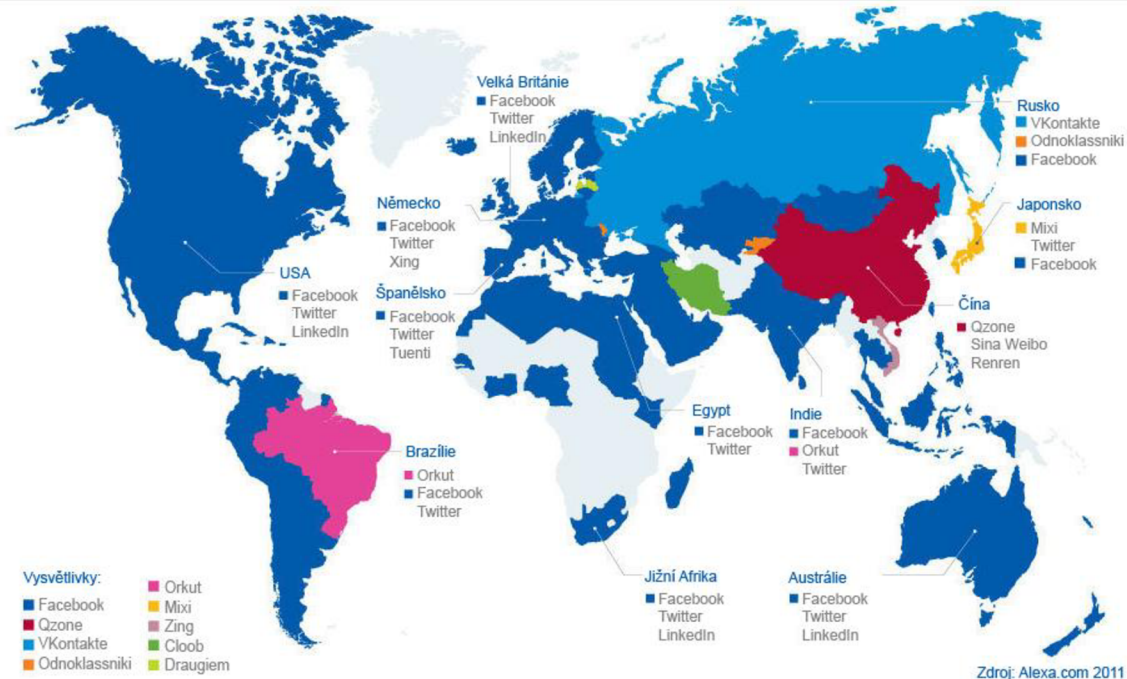 Velká Británie
Facebook
Twitter
LinkedIn
Rusko
VKontakte
Odnoklassniki
Facebook
Německo
Facebook
Twitter
Xing
Japonsko
Mixi
Twitter
Facebook
USA
Facebook
Twitter
LinkedIn
Španělsko
Facebook
Twitter
Tuenti
Čína
Qzone
Sina Weibo
Renren
Egypt
Facebook
Twitter
Indie
Facebook
Orkut
Twitter
Brazílie
Orkut
Facebook
Twitter
Jižní Afrika
Facebook
Twitter
LinkedIn
Austrálie
Facebook
Twitter
LinkedIn
Vysvětlivky:
Facebook
Qzone
VKontakte
Odnoklassniki
Orkut
Mixi
Zing
Cloob
Draugiem
Zdroj: Alexa.com 2011